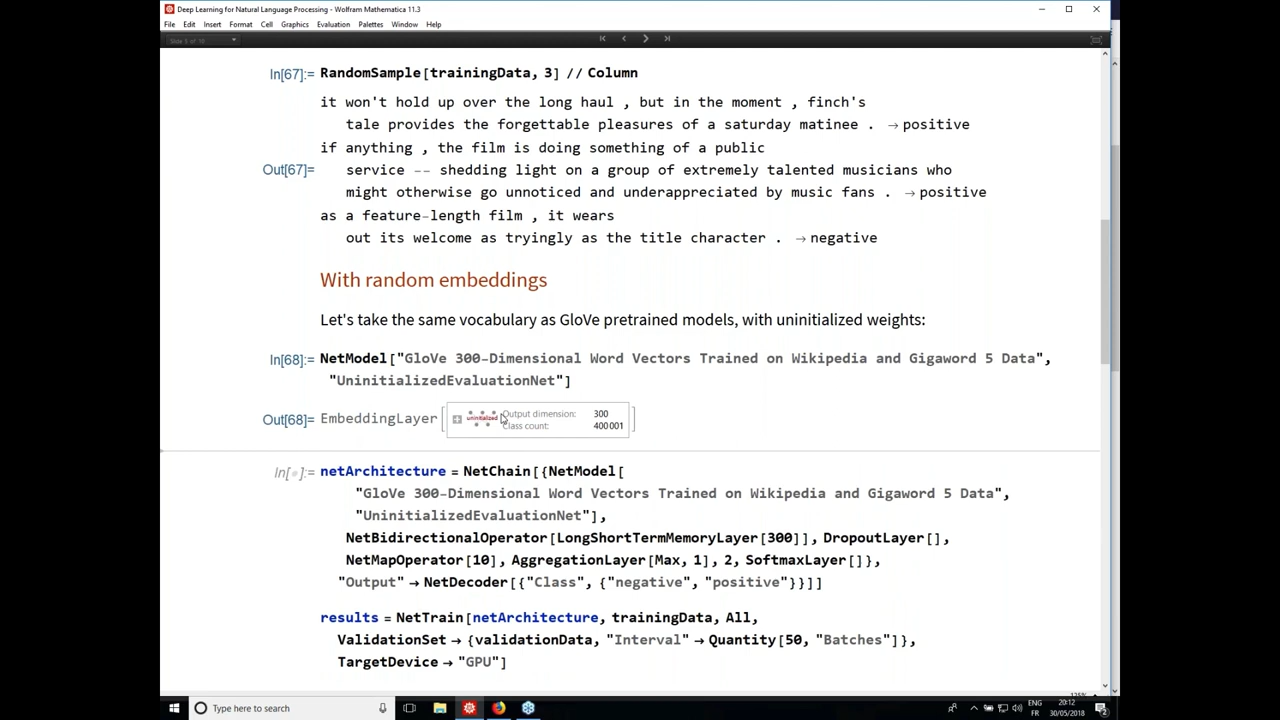 Deep Learning for Natural Language Processing - Wolfram Mathematica 11.3
File Edit Insert Format Cell Graphics Evaluation Palettes Window Help
In[67]:= RandomSample[trainingData, 3] // Column
it won't hold up over the long haul , but in the moment , finch's
tale provides the forgettable pleasures of a saturday matinee . → positive
if anything , the film is doing something of a public
Out[67]= service -- shedding light on a group of extremely talented musicians who
might otherwise go unnoticed and underappreciated by music fans . → positive
as a feature-length film , it wears
out its welcome as tryingly as the title character . → negative
With random embeddings
Let's take the same vocabulary as GloVe pretrained models, with uninitialized weights:
In[68]:= NetModel["GloVe 300-Dimensional Word Vectors Trained on Wikipedia and Gigaword 5 Data",
"UninitializedEvaluationNet"]
Out[68]= EmbeddingLayer[ uninitialized Output dimension: 300
Class count: 400001 ]
In[∘]:= netArchitecture = NetChain[{NetModel[
"GloVe 300-Dimensional Word Vectors Trained on Wikipedia and Gigaword 5 Data",
"UninitializedEvaluationNet"],
NetBidirectionalOperator[LongShortTermMemoryLayer[300]], DropoutLayer[],
NetMapOperator[10], AggregationLayer[Max, 1], 2, SoftmaxLayer[]},
"Output" → NetDecoder[{"Class", {"negative", "positive"}}]]
results = NetTrain[netArchitecture, trainingData, All,
ValidationSet → {validationData, "Interval" → Quantity[50, "Batches"]},
TargetDevice → "GPU"]
Type here to search
ENG
FR
20:12
30/05/2018